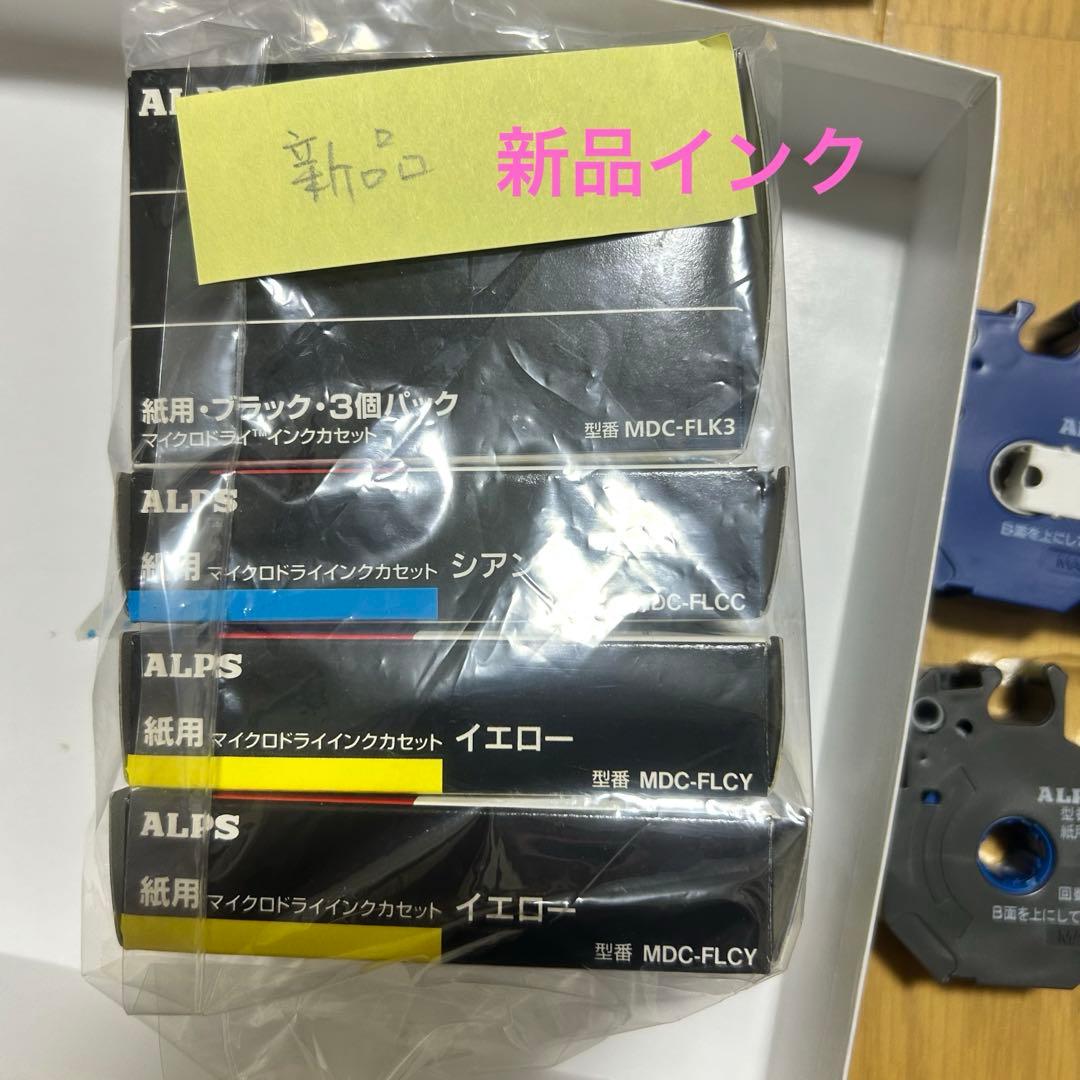 新品
新品インク
紙用・ブラック・3個パック
マイクロドライ™インクカセット
型番 MDC-FLK3
ALPS
紙用 マイクロドライインクカセット シアン
MDC-FLCC
ALPS
紙用 マイクロドライインクカセット イエロー
型番 MDC-FLCY
ALPS
紙用 マイクロドライインクカセット イエロー
型番 MDC-FLCY
B面を上にし
B面を上にして